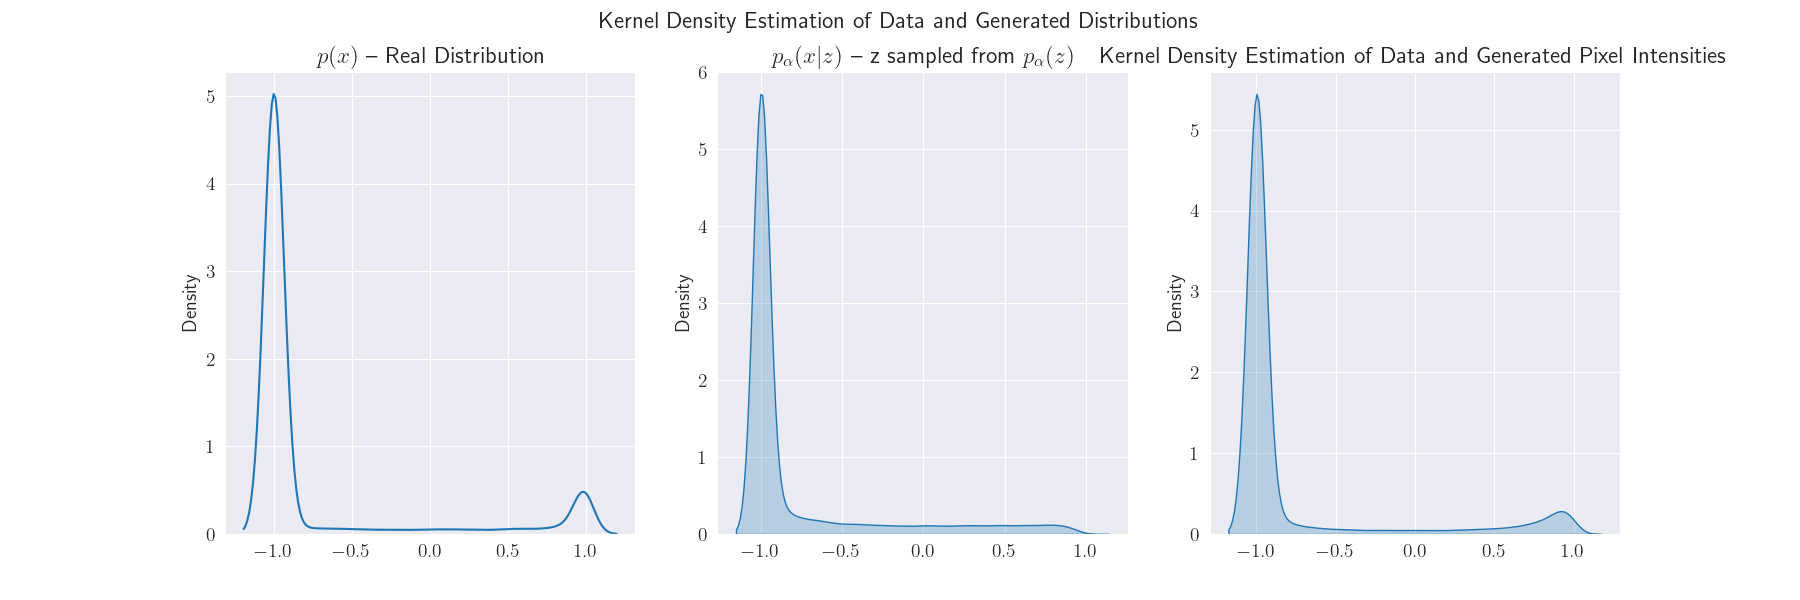 Kernel Density Estimation of Data and Generated Distributions
p(x) – Real Distribution
Density
5
4
3
2
1
0
−1.0 −0.5 0.0 0.5 1.0
pα(x|z) – z sampled from pα(z)
Density
6
5
4
3
2
1
0
−1.0 −0.5 0.0 0.5 1.0
Kernel Density Estimation of Data and Generated Pixel Intensities
Density
5
4
3
2
1
0
−1.0 −0.5 0.0 0.5 1.0